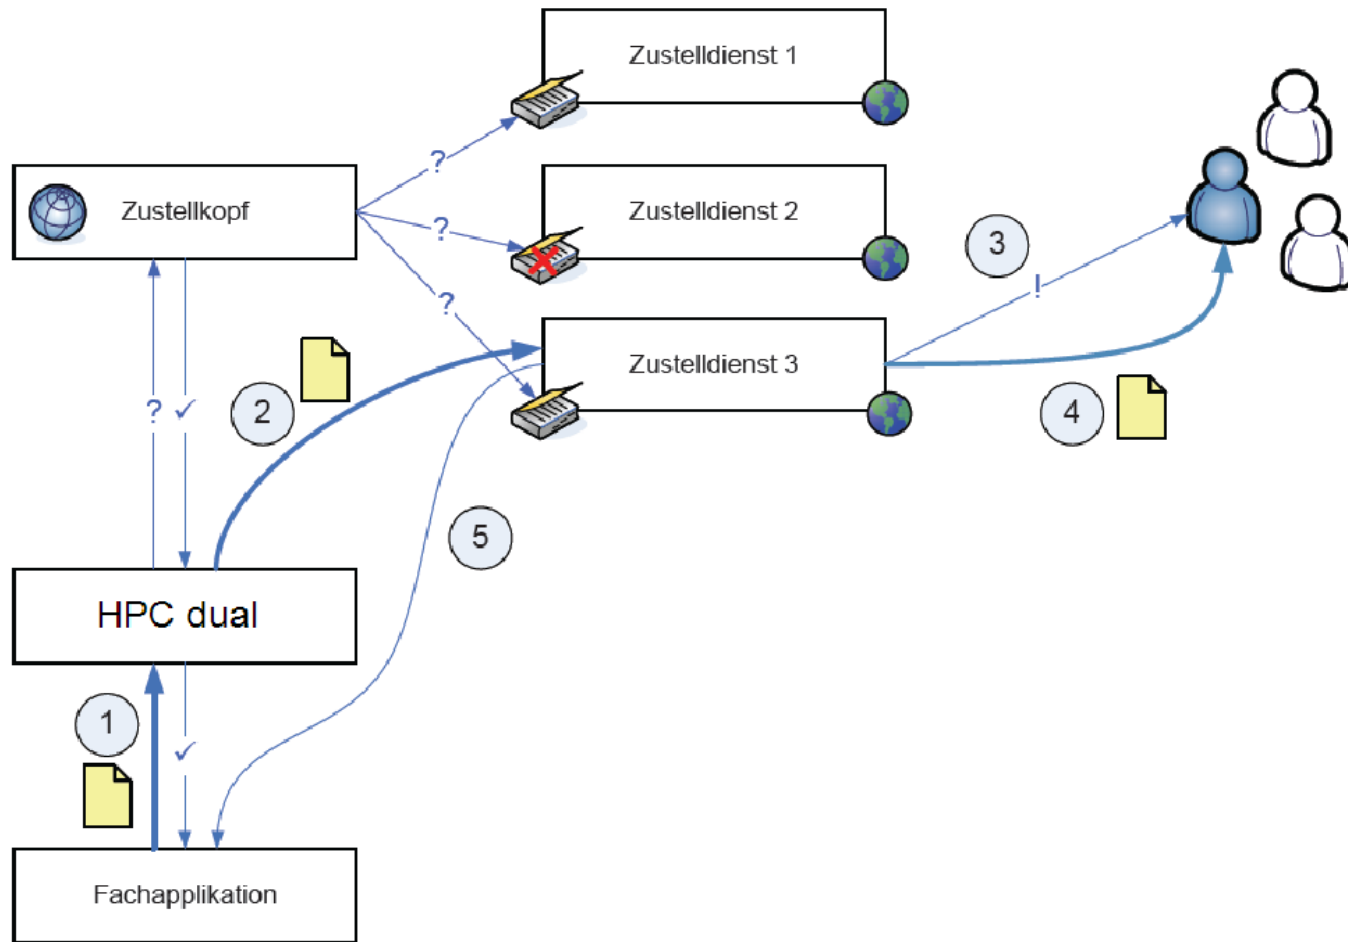 Zustelldienst 1
?
Zustellkopf
?
Zustelldienst 2
3
?
!
2
Zustelldienst 3
4
? ✓
5
HPC dual
1
✓
Fachapplikation